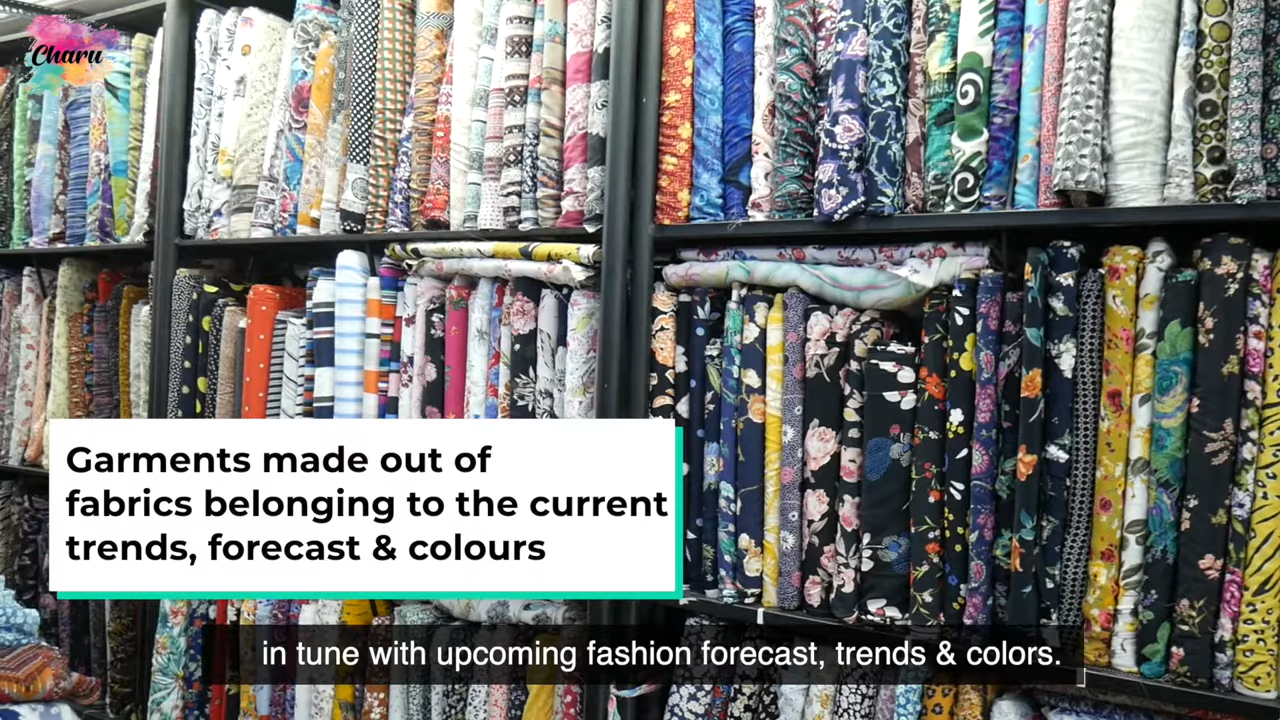 Charu
Garments made out of
fabrics belonging to the current
trends, forecast & colours
in tune with upcoming fashion forecast, trends & colors.